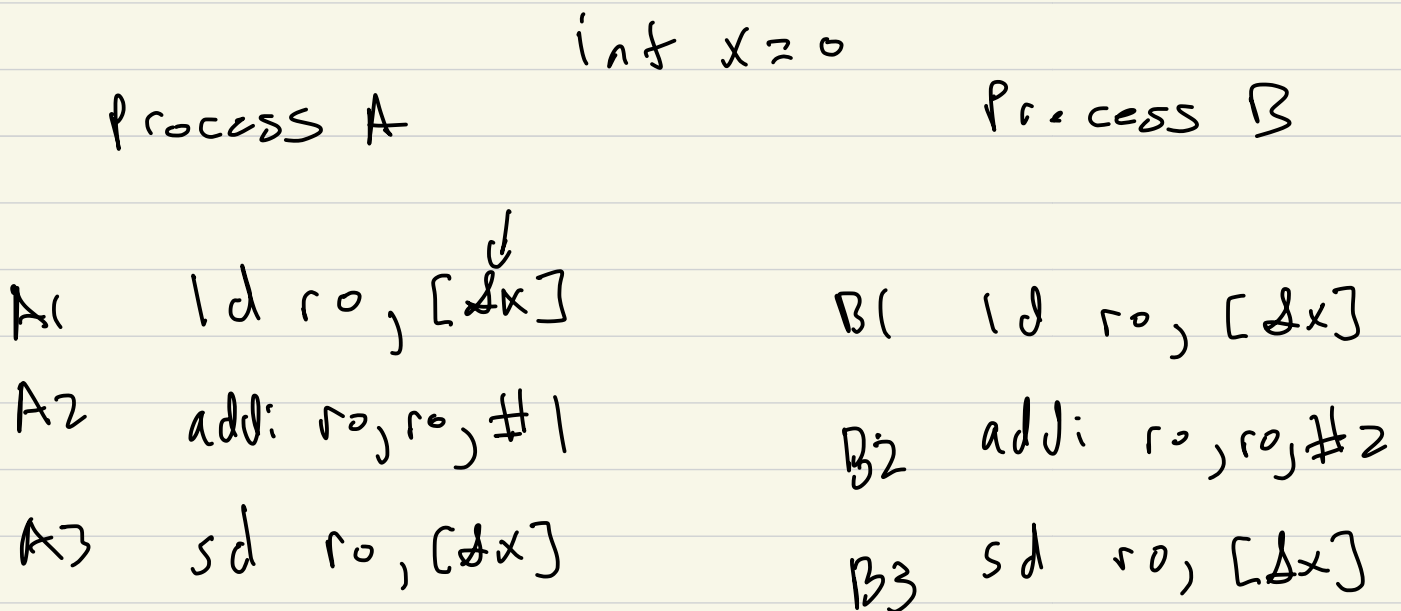 int x = 0
Process A Process B
A1 ld r0, [&x] B1 ld r0, [&x]
A2 addi r0, r0, #1 B2 addi r0, r0, #2
A3 sd r0, [&x] B3 sd r0, [&x]